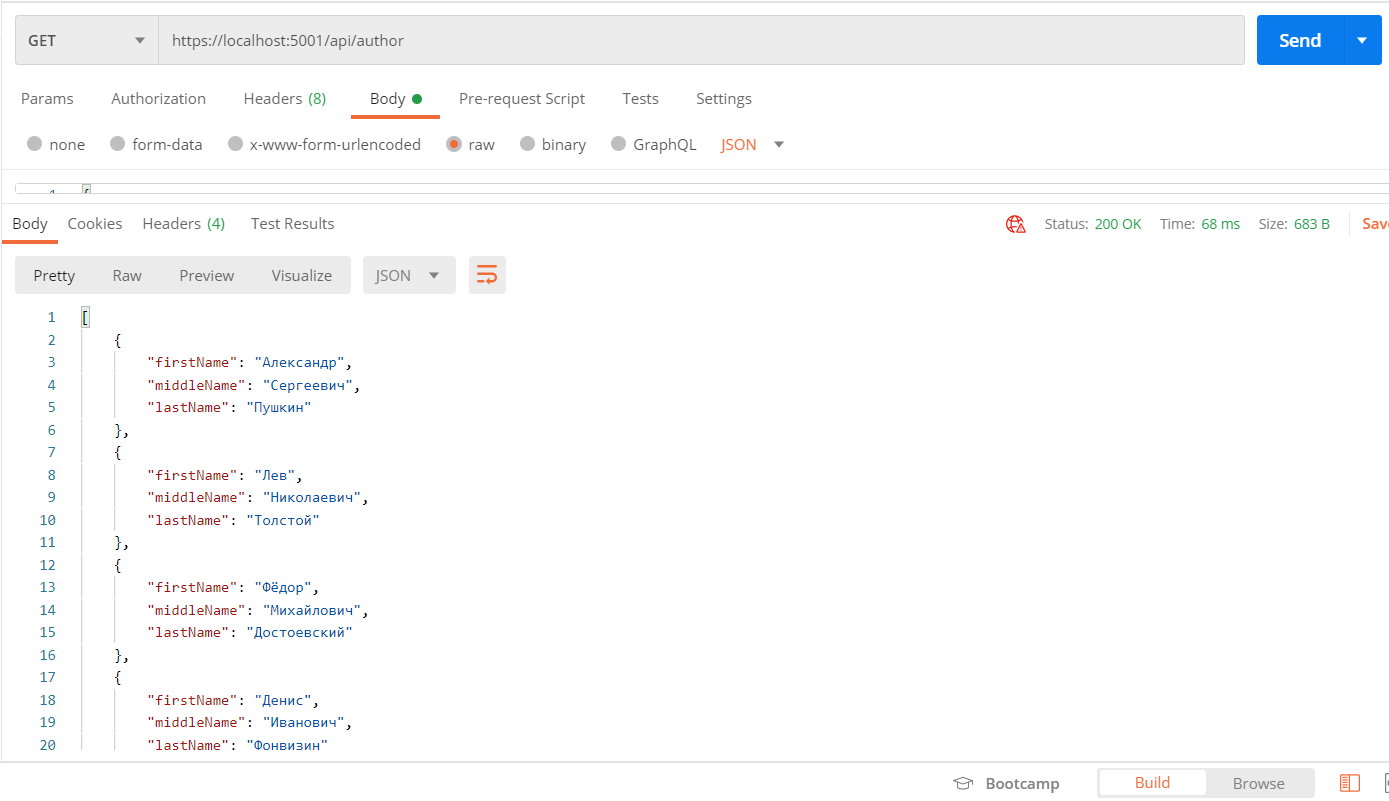 GET https://localhost:5001/api/author Send
Params Authorization Headers (8) Body Pre-request Script Tests Settings
none form-data x-www-form-urlencoded raw binary GraphQL JSON
1 {
Body Cookies Headers (4) Test Results Status: 200 OK Time: 68 ms Size: 683 B
Pretty Raw Preview Visualize JSON
1 [
2 {
3 "firstName": "Александр",
4 "middleName": "Сергеевич",
5 "lastName": "Пушкин"
6 },
7 {
8 "firstName": "Лев",
9 "middleName": "Николаевич",
10 "lastName": "Толстой"
11 },
12 {
13 "firstName": "Фёдор",
14 "middleName": "Михайлович",
15 "lastName": "Достоевский"
16 },
17 {
18 "firstName": "Денис",
19 "middleName": "Иванович",
20 "lastName": "Фонвизин"
Bootcamp Build Browse